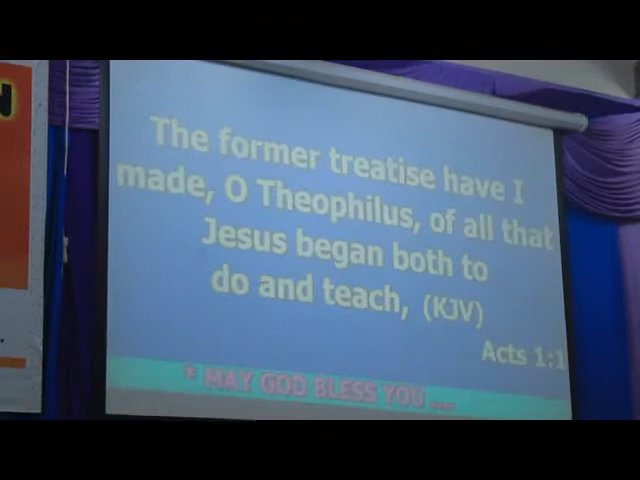 N
The former treatise have I
made, O Theophilus, of all that
Jesus began both to
do and teach, (KJV)
Acts 1:1
* MAY GOD BLESS YOU ....